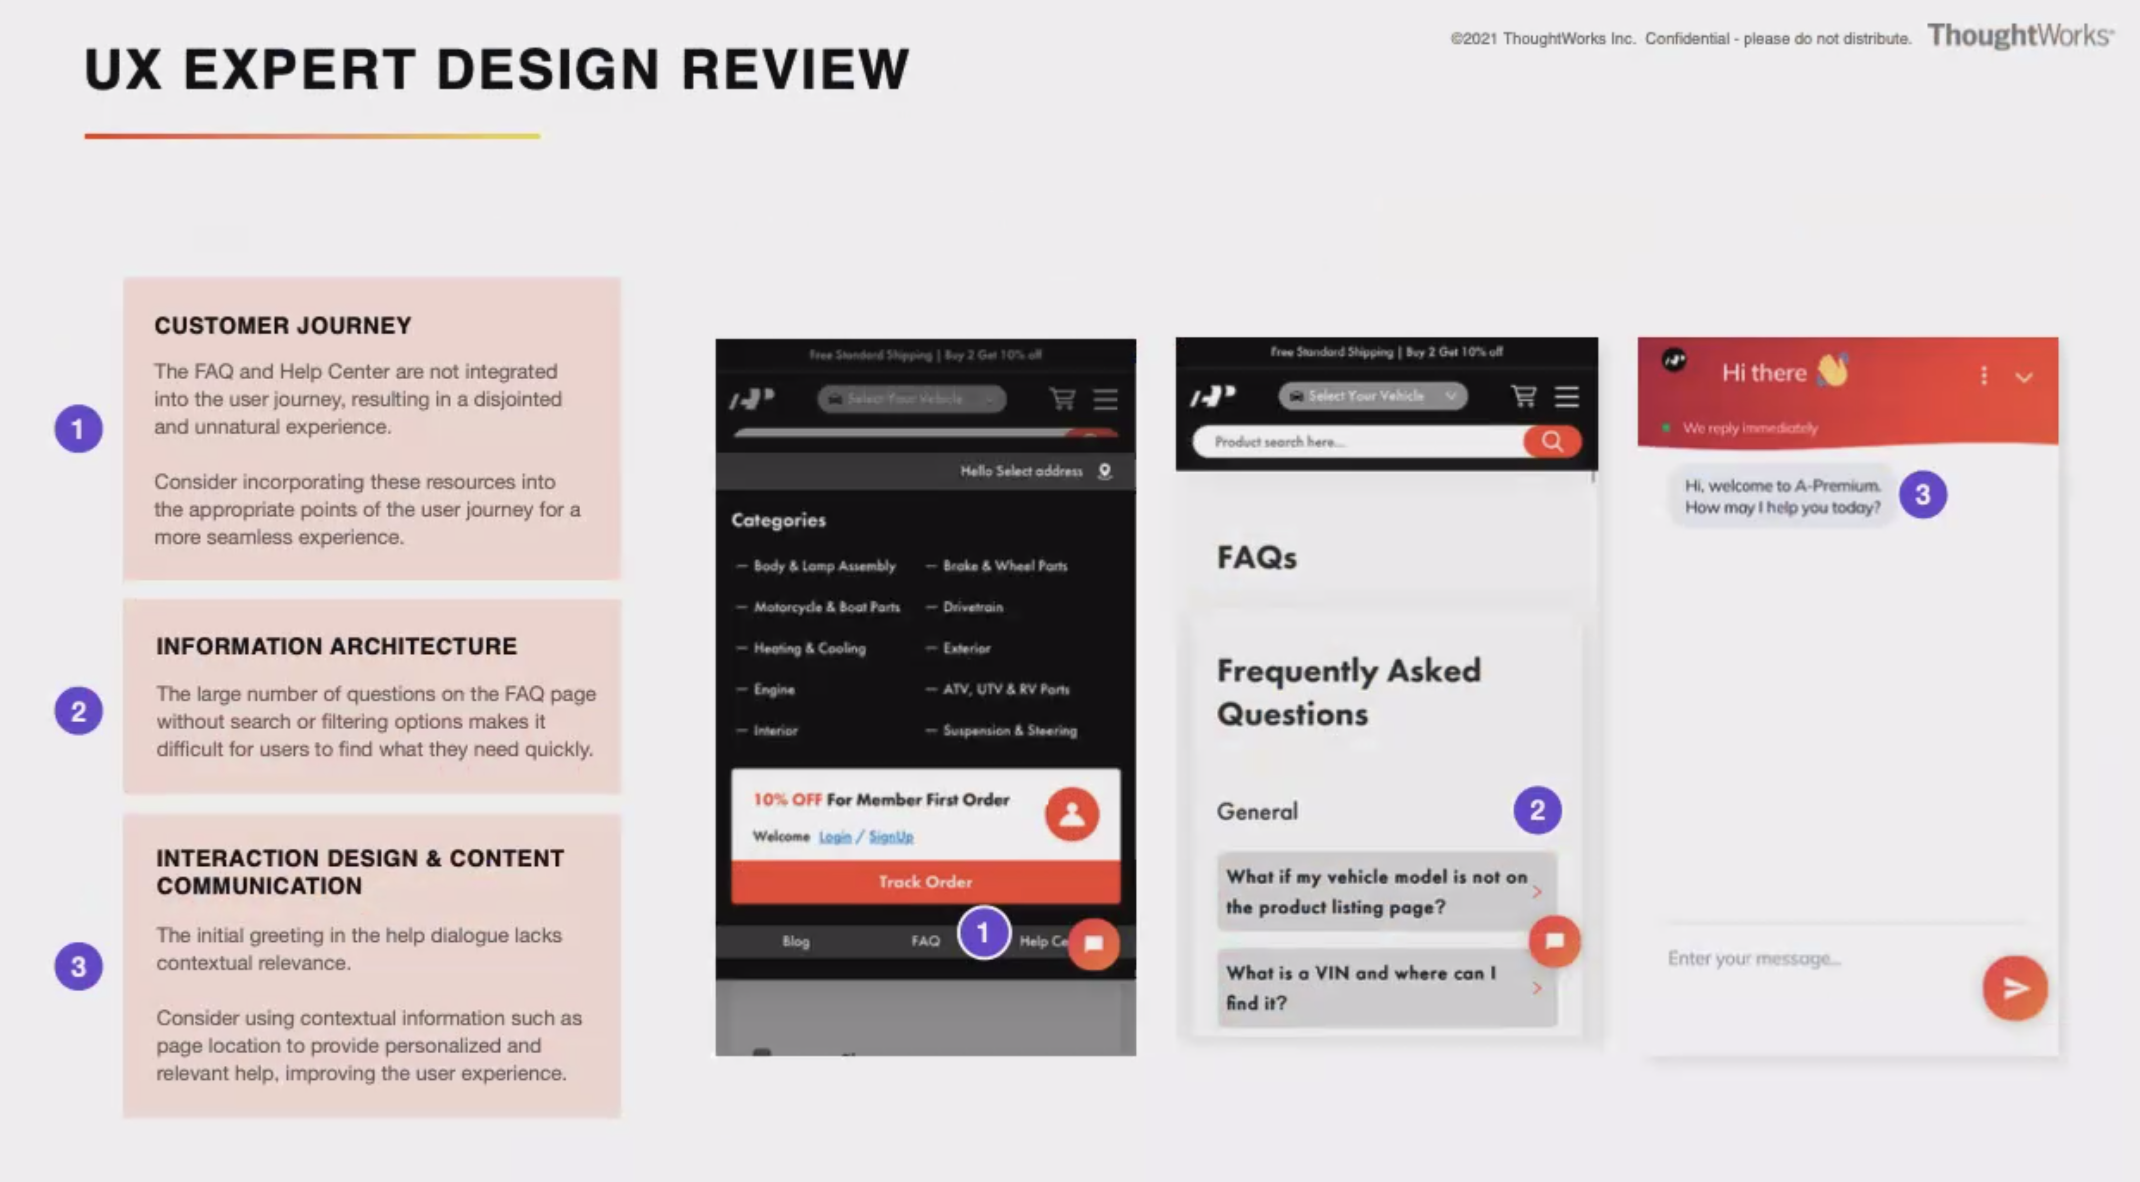 UX EXPERT DESIGN REVIEW
©2021 ThoughtWorks Inc. Confidential - please do not distribute. ThoughtWorks
1
CUSTOMER JOURNEY
The FAQ and Help Center are not integrated
into the user journey, resulting in a disjointed
and unnatural experience.
Consider incorporating these resources into
the appropriate points of the user journey for a
more seamless experience.
2
INFORMATION ARCHITECTURE
The large number of questions on the FAQ page
without search or filtering options makes it
difficult for users to find what they need quickly.
3
INTERACTION DESIGN & CONTENT
COMMUNICATION
The initial greeting in the help dialogue lacks
contextual relevance.
Consider using contextual information such as
page location to provide personalized and
relevant help, improving the user experience.
Free Standard Shipping | Buy 2 Get 10% off
Select Your Vehicle
Hello Select address
Categories
— Body & Lamp Assembly — Brake & Wheel Parts
— Motorcycle & Boat Parts — Drivetrain
— Heating & Cooling — Exterior
— Engine — ATV, UTV & RV Parts
— Interior — Suspension & Steering
10% OFF For Member First Order
Welcome Login / SignUp
Track Order
Blog FAQ 1 Help Ce
Free Standard Shipping | Buy 2 Get 10% off
Select Your Vehicle
Product search here...
FAQs
Frequently Asked
Questions
General 2
What if my vehicle model is not on
the product listing page?
What is a VIN and where can I
find it?
Hi there 👋
We reply immediately
Hi, welcome to A-Premium.
How may I help you today?
3
Enter your message...